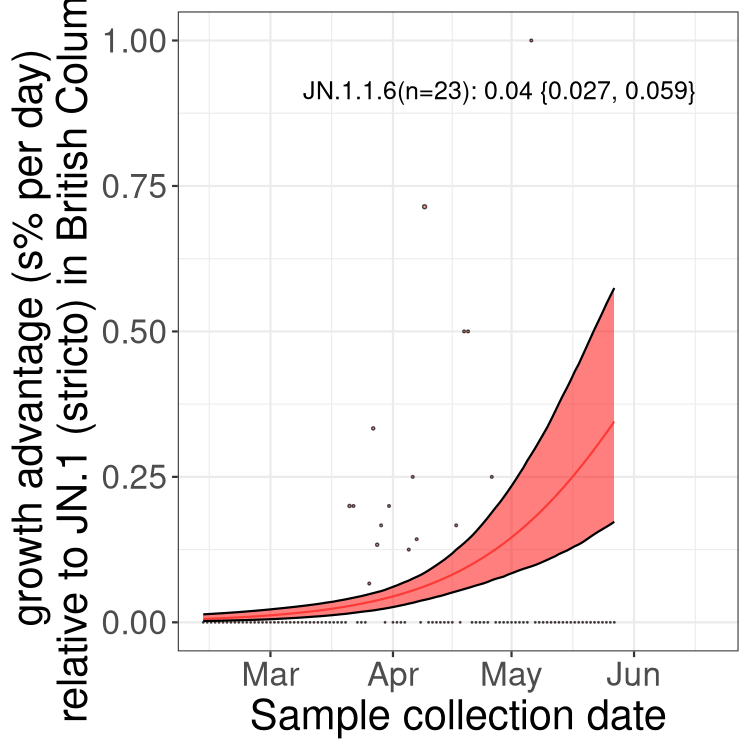 growth advantage (s% per day)
relative to JN.1 (stricto) in British Colum
1.00
0.75
0.50
0.25
0.00
JN.1.1.6(n=23): 0.04 {0.027, 0.059}
Mar
Apr
May
Jun
Sample collection date